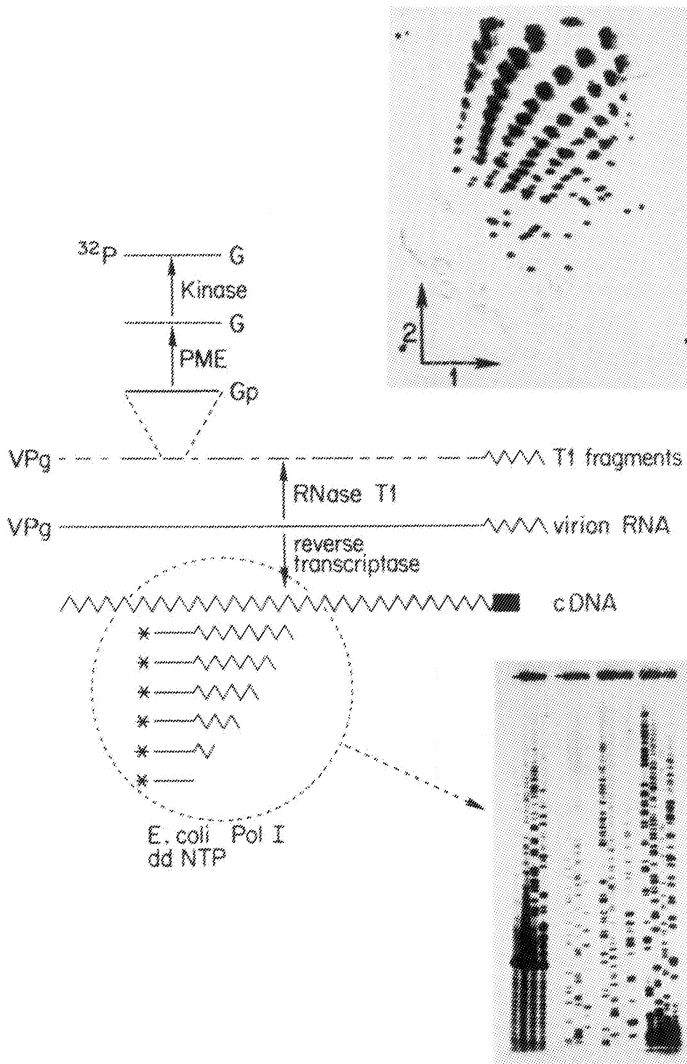 2
1
³²P G
Kinase
G
PME
Gp
VPg T1 fragments
RNase T1
VPg virion RNA
reverse
transcriptase
cDNA
*
*
*
*
*
*
E. coli Pol I
dd NTP